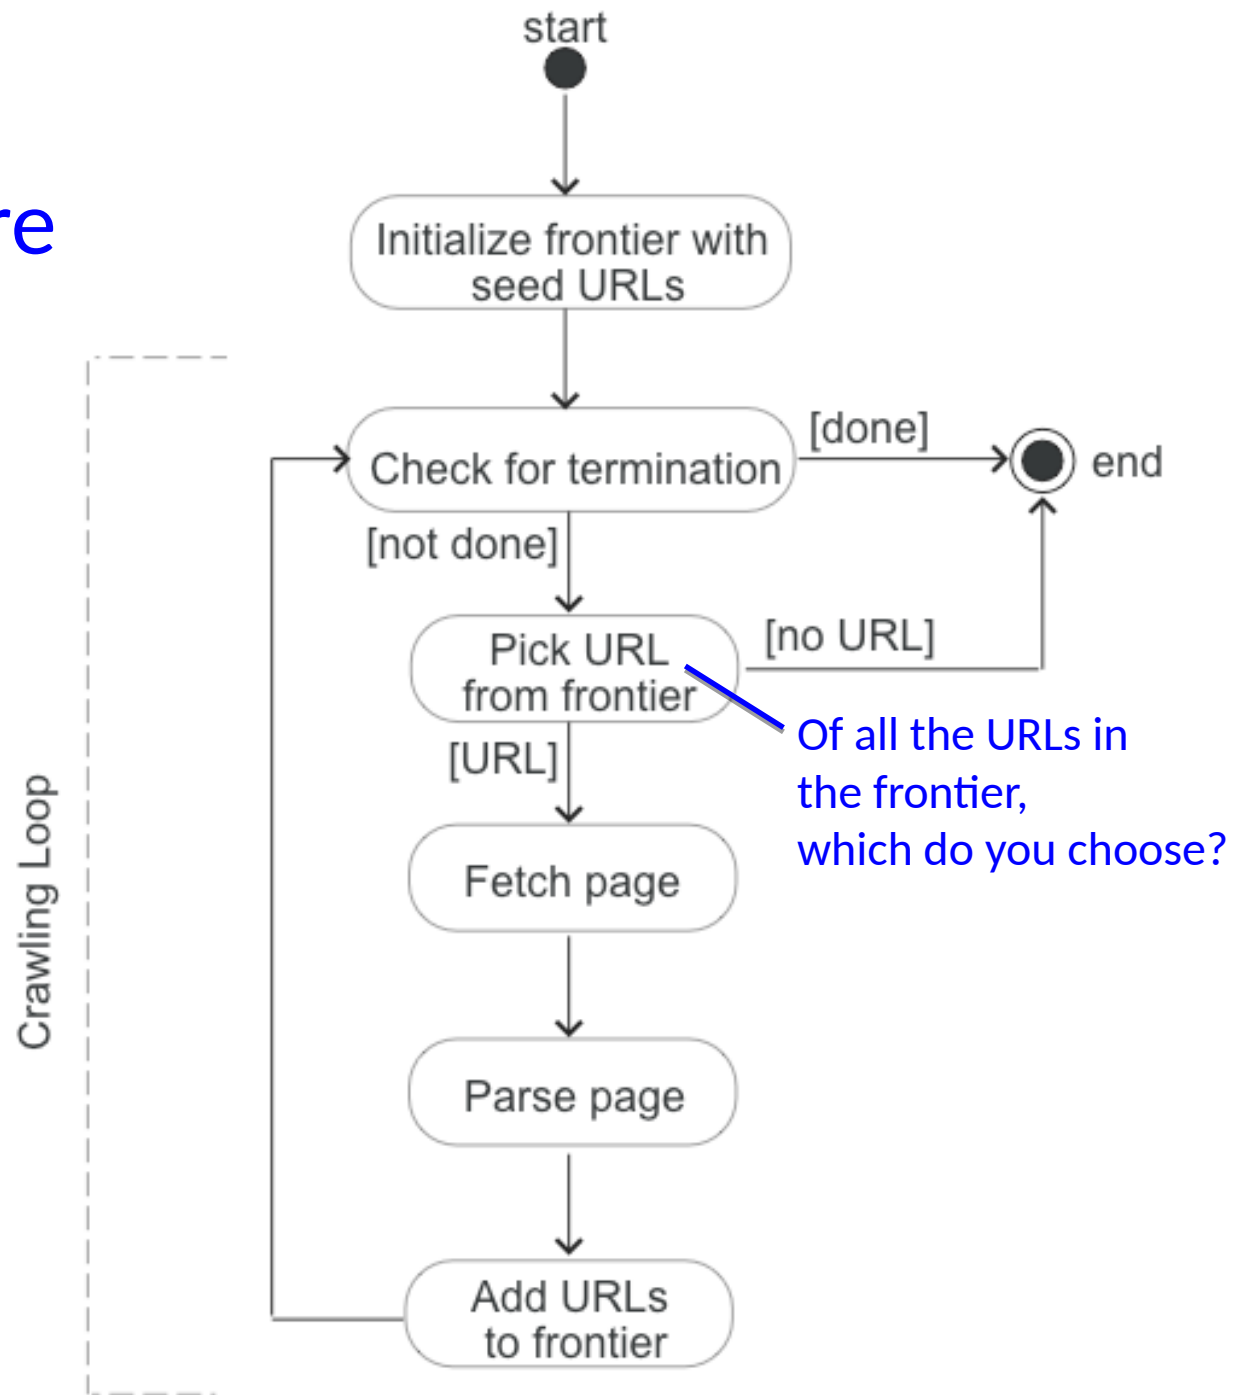 start
re
Initialize frontier with
seed URLs
[done]
Check for termination
end
[not done]
Pick URL
from frontier
[no URL]
Of all the URLs in
the frontier,
which do you choose?
[URL]
Fetch page
Crawling Loop
Parse page
Add URLs
to frontier